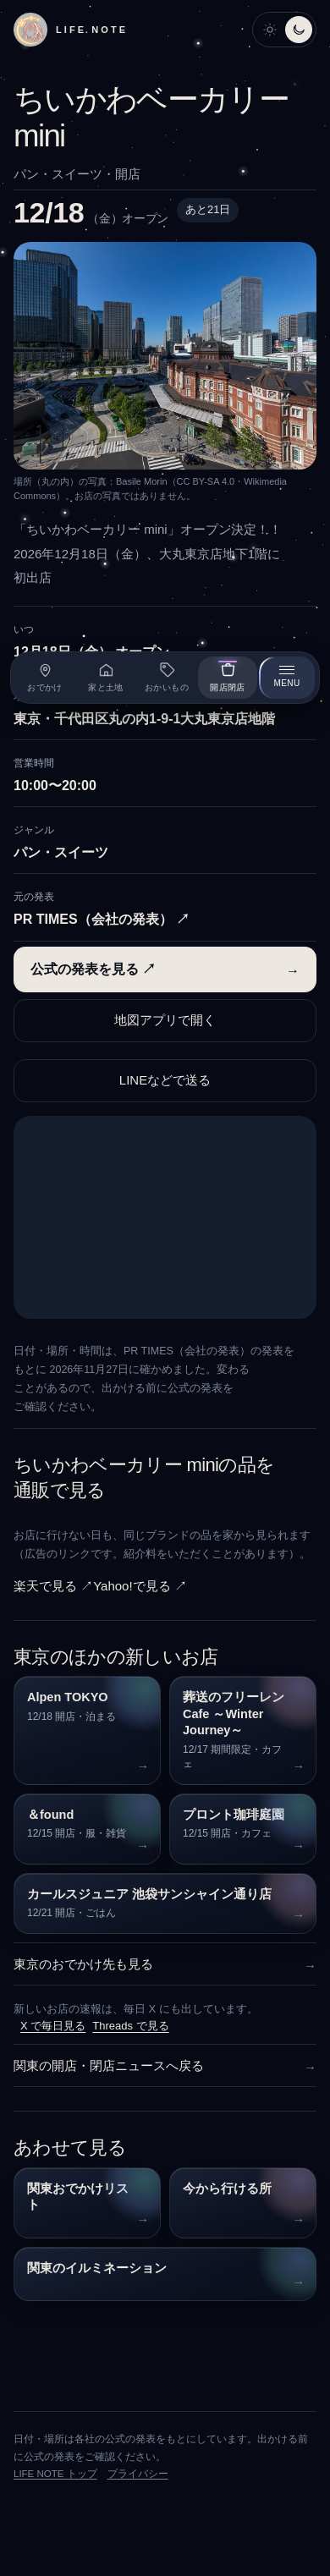 LIFE NOTE
ちいかわベーカリー
mini
パン・スイーツ・開店
12/18（金）オープン あと21日
場所（丸の内）の写真：Basile Morin（CC BY-SA 4.0・Wikimedia
Commons）。お店の写真ではありません。
「ちいかわベーカリー mini」オープン決定！！
2026年12月18日（金）、大丸東京店地下1階に
初出店
いつ
12月18日（金） オープン
おでかけ
家と土地
おかいもの
開店閉店
MENU
東京・千代田区丸の内1-9-1大丸東京店地階
営業時間
10:00〜20:00
ジャンル
パン・スイーツ
元の発表
PR TIMES（会社の発表） ↗
公式の発表を見る ↗ →
地図アプリで開く
LINEなどで送る
日付・場所・時間は、PR TIMES（会社の発表）の発表を
もとに 2026年11月27日に確かめました。変わる
ことがあるので、出かける前に公式の発表を
ご確認ください。
ちいかわベーカリー miniの品を
通販で見る
お店に行けない日も、同じブランドの品を家から見られます
（広告のリンクです。紹介料をいただくことがあります）。
楽天で見る ↗Yahoo!で見る ↗
東京のほかの新しいお店
Alpen TOKYO
12/18 開店・泊まる
→
葬送のフリーレン
Cafe ～Winter
Journey～
12/17 期間限定・カフ
ェ
→
＆found
12/15 開店・服・雑貨
→
プロント珈琲庭園
12/15 開店・カフェ
→
カールスジュニア 池袋サンシャイン通り店
12/21 開店・ごはん
→
東京のおでかけ先も見る →
新しいお店の速報は、毎日 X にも出しています。
X で毎日見る Threads で見る
関東の開店・閉店ニュースへ戻る →
あわせて見る
関東おでかけリス
ト
→
今から行ける所
→
関東のイルミネーション
→
日付・場所は各社の公式の発表をもとにしています。出かける前
に公式の発表をご確認ください。
LIFE NOTE トップ プライバシー